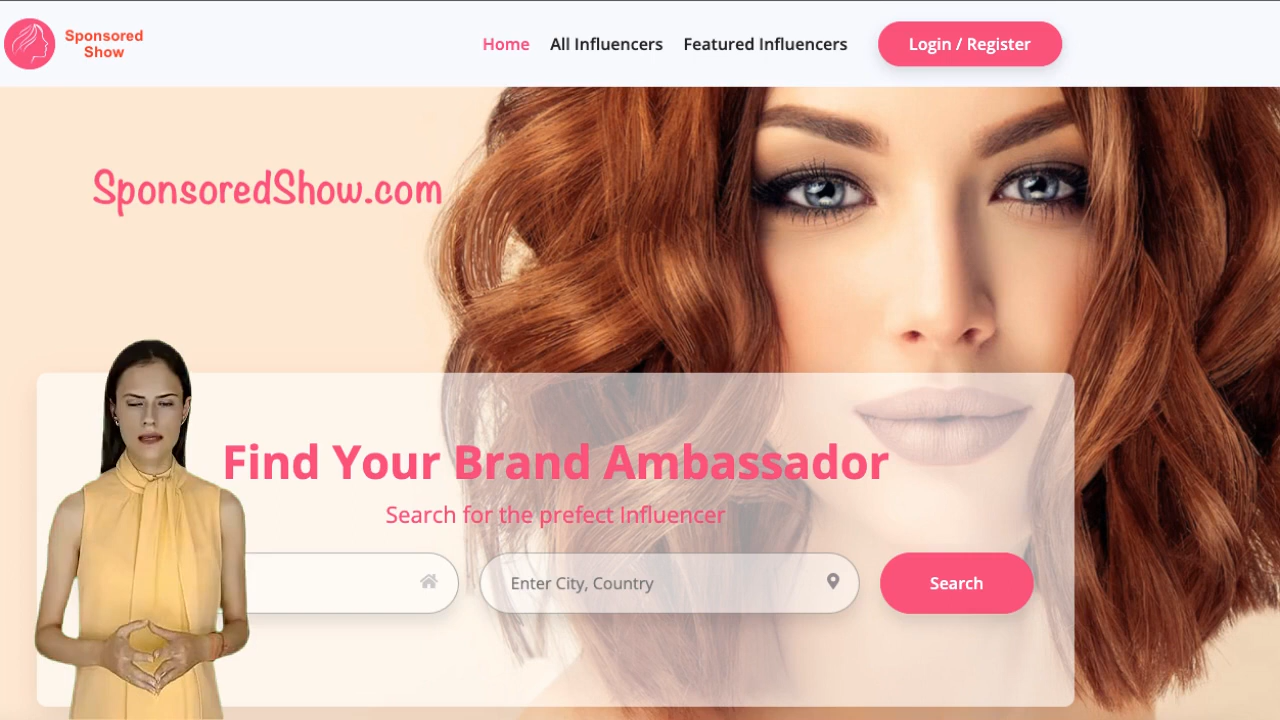 Sponsored
Show
Home
All Influencers
Featured Influencers
Login / Register
SponsoredShow.com
Find Your Brand Ambassador
Search for the prefect Influencer
Enter City, Country
Search